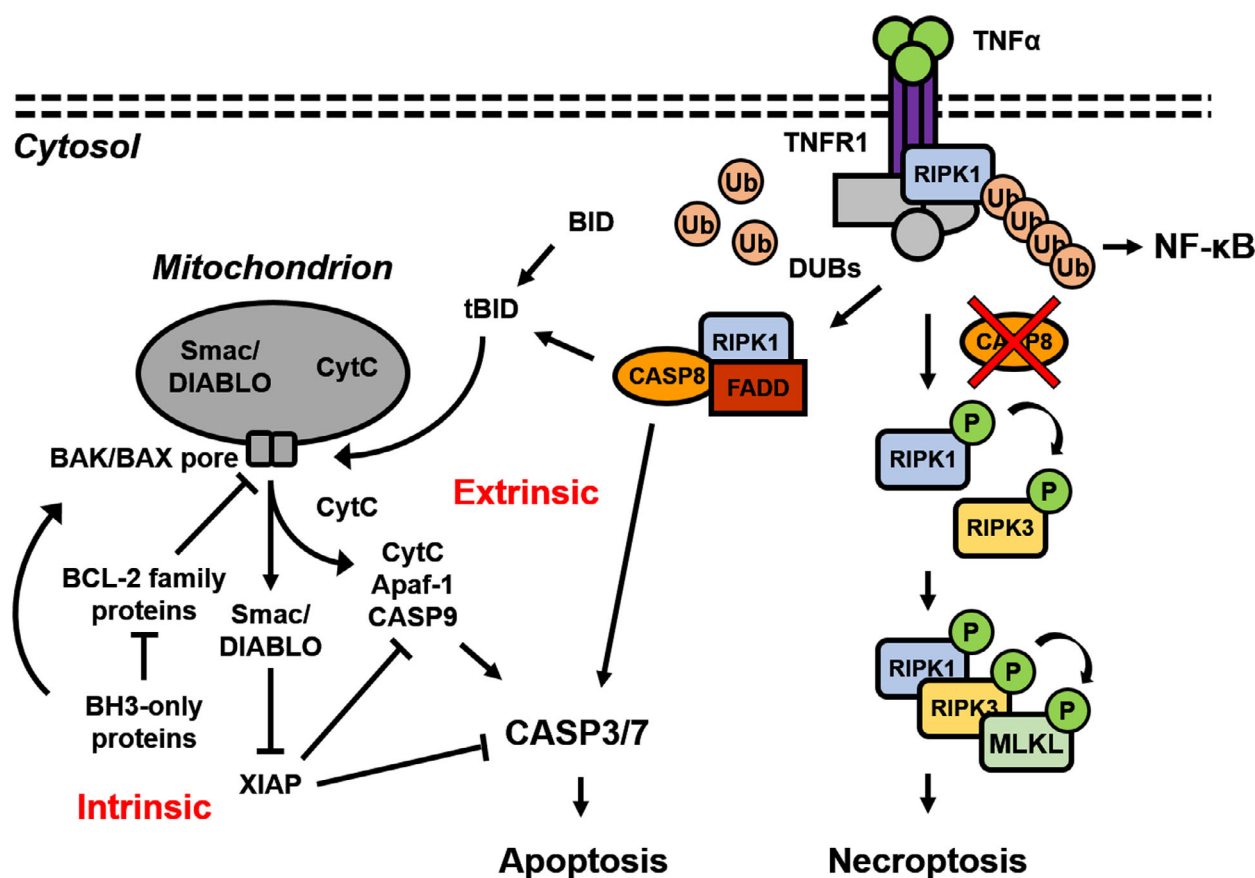 TNFα
Cytosol
TNFR1
RIPK1
Ub
Ub
Ub
Ub
NF-κB
Ub
Ub
Ub
DUBs
BID
tBID
Mitochondrion
Smac/
DIABLO
CytC
BAK/BAX pore
RIPK1
CASP8
FADD
CASP8
P
RIPK1
P
RIPK3
Extrinsic
CytC
CytC
Apaf-1
CASP9
BCL-2 family
proteins
Smac/
DIABLO
BH3-only
proteins
XIAP
Intrinsic
CASP3/7
P
RIPK1
P
RIPK3
P
MLKL
Apoptosis
Necroptosis